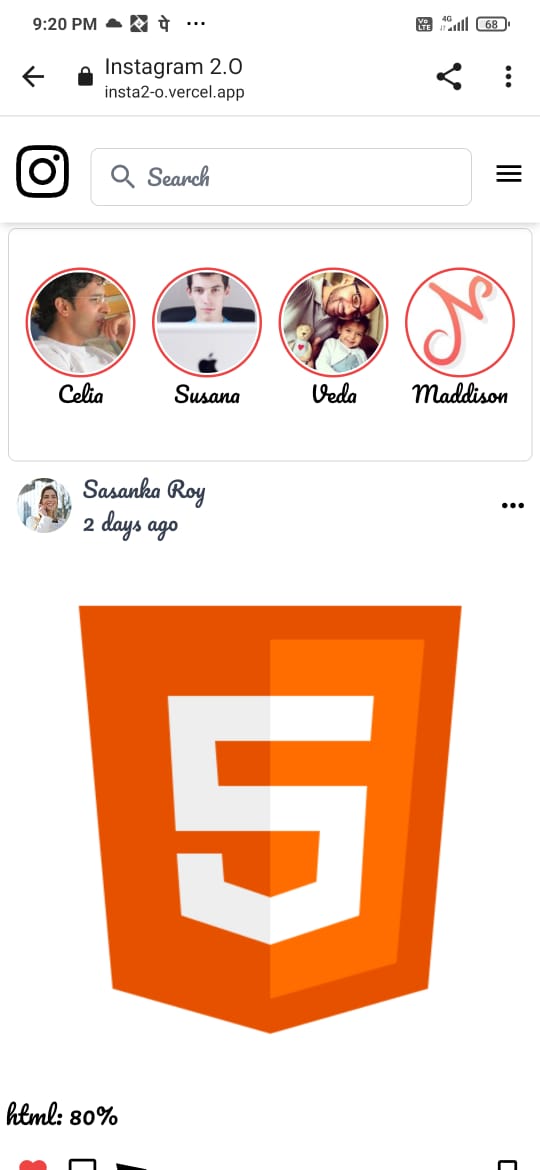 9:20 PM पे ...
Vo LTE 4G 68
Instagram 2.O
insta2-o.vercel.app
Search
Celia Susana Veda Maddison
Sasanka Roy
2 days ago
5
html: 80%